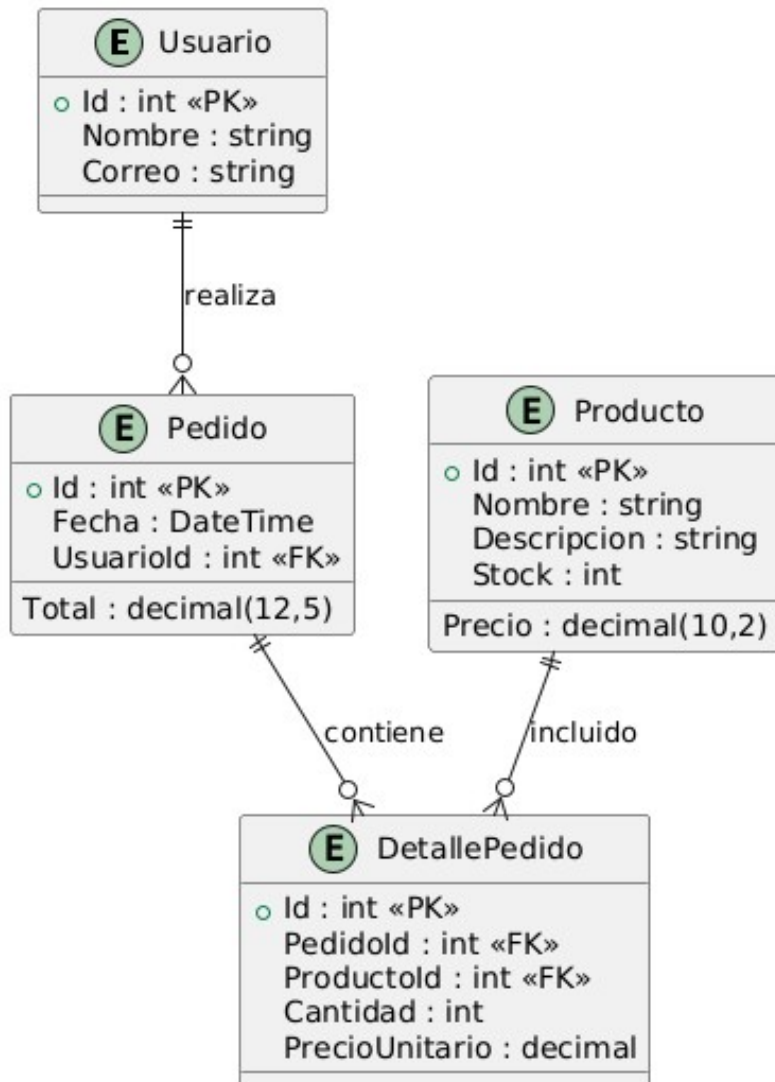 E Usuario
Id : int «PK»
Nombre : string
Correo : string
realiza
E Pedido
Id : int «PK»
Fecha : DateTime
UsuarioId : int «FK»
Total : decimal(12,5)
E Producto
Id : int «PK»
Nombre : string
Descripcion : string
Stock : int
Precio : decimal(10,2)
contiene
incluido
E DetallePedido
Id : int «PK»
PedidoId : int «FK»
ProductoId : int «FK»
Cantidad : int
PrecioUnitario : decimal